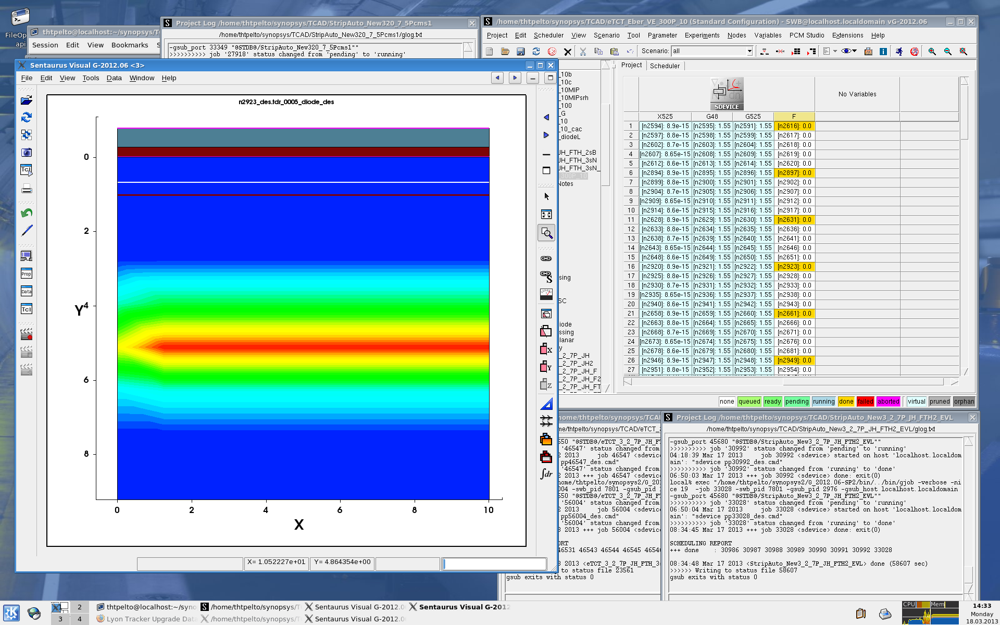 FileOp
api
thtpelto@localhost:~/synopsys/T
Session Edit View Bookmarks S
Project Log /home/thtpelto/synopsys/TCAD/StripAuto_New320_7_5Pcms1
/home/thtpelto/synopsys/TCAD/StripAuto_New320_7_5Pcms1/glog.txt
-gsub_port 33349 "@STDB@/StripAuto_New320_7_5Pcms1""
>>>>>>>>>> job '27918' status changed from 'pending' to 'running'
/home/thtpelto/synopsys/TCAD/eTCT_Eber_VE_300P_10 (Standard Configuration) - SWB@localhost.localdomain vG-2012.06
Project Edit Scheduler View Scenario Tool Parameter Experiments Nodes Variables PCM Studio Extensions Help
Scenario: all
Sentaurus Visual G-2012.06 <3>
File Edit View Tools Data Window Help
n2923_des.tdr_0005_diode_des
0
2
4
6
8
Y
0 2 4 6 8 10
X
X= 1.052227e+01 Y= 4.864354e+00
Tcl
Prop
Data
Tcl
S
X
Y
Z
∫dr
_10b
_10c
_10MIP
_10MIPsrh
_100
_G
_10
_10_cac
_diodeL
JH_FTH_2sB
JH_FTH_3sN
JH_FTH_3sN_
300P_10
Notes
sing
SC
iode
ssing
lanar
y
_2_7P_JH
_2_7P_JH2
_2_7P_JH_F
_2_7P_JH_F2
_2_7P_JH_FT
Project Scheduler
SDEVICE
No Variables
X525 G48 G525 F
1 [n2594]: 8.9e-15 [n2595]: 1.55 [n2591]: 1.55 [n2616]: 0.0
2 [n2597]: 8.8e-15 [n2598]: 1.55 [n2599]: 1.55 [n2617]: 0.0
3 [n2602]: 8.7e-15 [n2603]: 1.55 [n2604]: 1.55 [n2618]: 0.0
4 [n2607]: 8.65e-15 [n2608]: 1.55 [n2609]: 1.55 [n2619]: 0.0
5 [n2612]: 8.6e-15 [n2613]: 1.55 [n2614]: 1.55 [n2620]: 0.0
6 [n2894]: 8.9e-15 [n2895]: 1.55 [n2896]: 1.55 [n2897]: 0.0
7 [n2899]: 8.8e-15 [n2900]: 1.55 [n2901]: 1.55 [n2902]: 0.0
8 [n2904]: 8.7e-15 [n2905]: 1.55 [n2906]: 1.55 [n2907]: 0.0
9 [n2909]: 8.65e-15 [n2910]: 1.55 [n2911]: 1.55 [n2912]: 0.0
10 [n2914]: 8.6e-15 [n2915]: 1.55 [n2916]: 1.55 [n2917]: 0.0
11 [n2628]: 8.9e-15 [n2629]: 1.55 [n2630]: 1.55 [n2631]: 0.0
12 [n2633]: 8.8e-15 [n2634]: 1.55 [n2635]: 1.55 [n2636]: 0.0
13 [n2638]: 8.7e-15 [n2639]: 1.55 [n2640]: 1.55 [n2641]: 0.0
14 [n2643]: 8.65e-15 [n2644]: 1.55 [n2645]: 1.55 [n2646]: 0.0
15 [n2648]: 8.6e-15 [n2649]: 1.55 [n2650]: 1.55 [n2651]: 0.0
16 [n2920]: 8.9e-15 [n2921]: 1.55 [n2922]: 1.55 [n2923]: 0.0
17 [n2925]: 8.8e-15 [n2926]: 1.55 [n2927]: 1.55 [n2928]: 0.0
18 [n2930]: 8.7e-15 [n2931]: 1.55 [n2932]: 1.55 [n2933]: 0.0
19 [n2935]: 8.65e-15 [n2936]: 1.55 [n2937]: 1.55 [n2938]: 0.0
20 [n2940]: 8.6e-15 [n2941]: 1.55 [n2942]: 1.55 [n2943]: 0.0
21 [n2658]: 8.9e-15 [n2659]: 1.55 [n2660]: 1.55 [n2661]: 0.0
22 [n2663]: 8.8e-15 [n2664]: 1.55 [n2665]: 1.55 [n2666]: 0.0
23 [n2668]: 8.7e-15 [n2669]: 1.55 [n2670]: 1.55 [n2671]: 0.0
24 [n2673]: 8.65e-15 [n2674]: 1.55 [n2675]: 1.55 [n2676]: 0.0
25 [n2678]: 8.6e-15 [n2679]: 1.55 [n2680]: 1.55 [n2681]: 0.0
26 [n2946]: 8.9e-15 [n2947]: 1.55 [n2948]: 1.55 [n2949]: 0.0
27 [n2951]: 8.8e-15 [n2952]: 1.55 [n2953]: 1.55 [n2954]: 0.0
none queued ready pending running done failed aborted virtual pruned orphan
home/thtpelto/synopsys/TCAI
me/thtpelto/synopsys/TCAD/eTCT_3
550 "@STDB@/eTCT_3_2_7P_JH_FT
'46547' status changed from
2 2013 job 46547 <sdevice
pp46547_des.cmd"
'46547' status changed from
2 2013 +++ job 46547 <sdevic
home/thtpelto/synopsys2/G_201
004 -swb_pid 7801 -gsub_pid
550 "@STDB@/eTCT_3_2_7P_JH_FT
'56004' status changed from
2013 job 56004 <sdevice
pp56004_des.cmd"
'56004' status changed from
2013 +++ job 56004 <sdevic
ORT
46531 46543 46544 46545 4654
3 2013 <eTCT_3_2_7P_JH_FTH_3
to status file 23561
gsub exits with status 0
Project Log /home/thtpelto/synopsys/TCAD/StripAuto_New3_2_7P_JH_FTH2_EVL
/home/thtpelto/synopsys/TCAD/StripAuto_New3_2_7P_JH_FTH2_EVL/glog.txt
-gsub_port 45680 "@STDB@/StripAuto_New3_2_7P_JH_FTH2_EVL""
>>>>>>>>>> job '30992' status changed from 'pending' to 'running'
04:18:39 Mar 17 2013 job 30992 <sdevice> started on host 'localhost.localdom
ain': "sdevice pp30992_des.cmd"
>>>>>>>>>> job '30992' status changed from 'running' to 'done'
06:50:03 Mar 17 2013 +++ job 30992 <sdevice> done: exit(0)
local% exec "/home/thtpelto/synopsys2/G_2012.06-SP2/bin/../bin/gjob -verbose -ni
ce 19 -job 33028 -swb_pid 7801 -gsub_pid 2976 -gsub_host localhost.localdomain
-gsub_port 45680 "@STDB@/StripAuto_New3_2_7P_JH_FTH2_EVL""
>>>>>>>>>> job '33028' status changed from 'pending' to 'running'
06:50:04 Mar 17 2013 job 33028 <sdevice> started on host 'localhost.localdom
ain': "sdevice pp33028_des.cmd"
>>>>>>>>>> job '33028' status changed from 'running' to 'done'
08:34:45 Mar 17 2013 +++ job 33028 <sdevice> done: exit(0)
SCHEDULING REPORT
+++ done : 30986 30987 30988 30989 30990 30991 30992 33028
08:34:48 Mar 17 2013 <StripAuto_New3_2_7P_JH_FTH2_EVL> done (58607 sec)
>>>>>> Writing to status file 58607
gsub exits with status 0
2
3 4
thtpelto@localhost:~/syno
/home/thtpelto/synopsys/T
Sentaurus Visual G-2012.0
Sentaurus Visual G-2012
Lyon Tracker Upgrade Dat
/home/thtpelto/synopsys/T
Sentaurus Visual G-2012.0
CPU Mem
14:33
Monday
18.03.2013